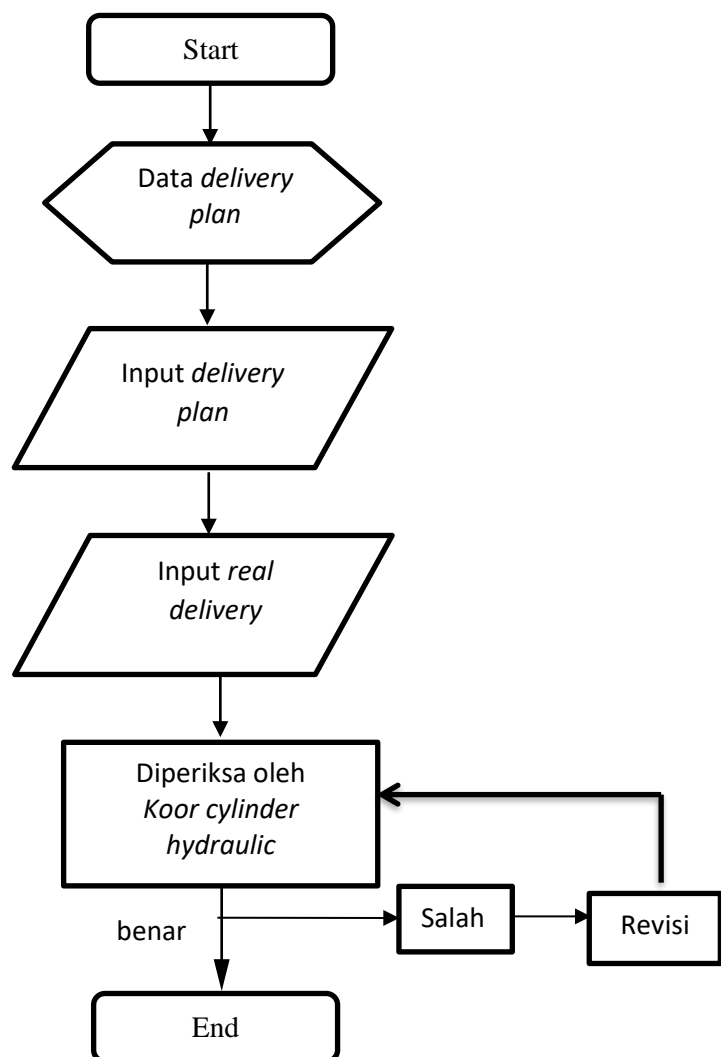 Start
Data delivery
plan
Input delivery
plan
Input real
delivery
Diperiksa oleh
Koor cylinder
hydraulic
benar
Salah
Revisi
End